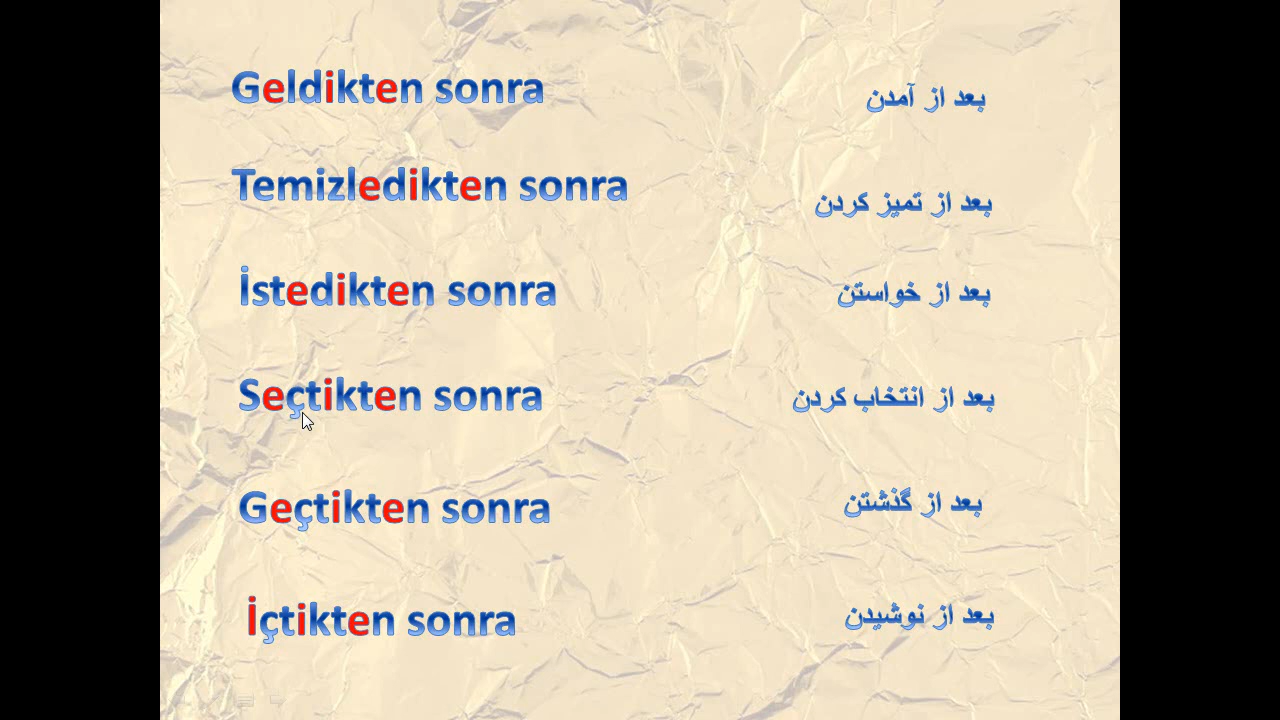 Geldikten sonra بعد از آمدن
Temizledikten sonra بعد از تمیز کردن
İstedikten sonra بعد از خواستن
Seçtikten sonra بعد از انتخاب کردن
Geçtikten sonra بعد از گذشتن
İçtikten sonra بعد از نوشیدن